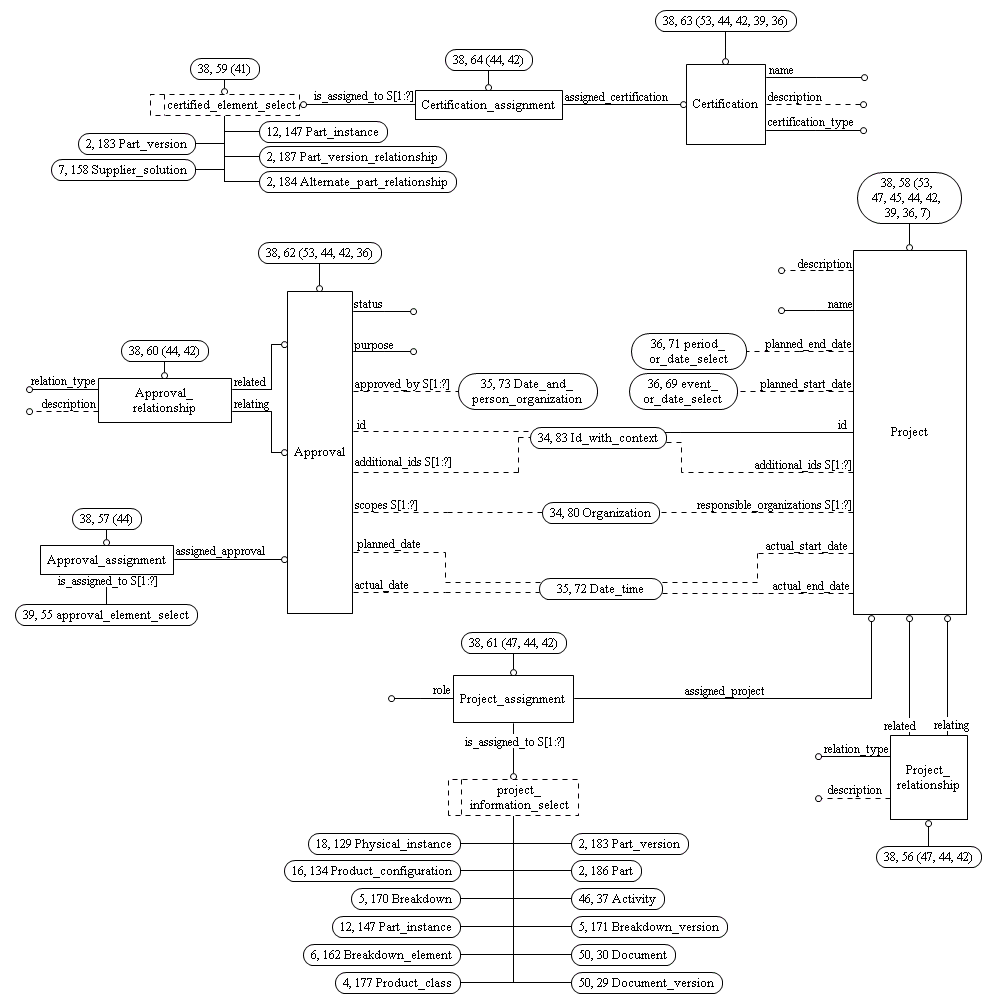 38, 63 (53, 44, 42, 39, 36)
38, 59 (41)
38, 64 (44, 42)
certified_element_select
is_assigned_to S[1:?]
Certification_assignment
assigned_certification
Certification
name
description
certification_type
12, 147 Part_instance
2, 183 Part_version
2, 187 Part_version_relationship
7, 158 Supplier_solution
2, 184 Alternate_part_relationship
38, 58 (53,
47, 45, 44, 42,
39, 36, 7)
38, 62 (53, 44, 42, 36)
description
name
planned_end_date
planned_start_date
id
additional_ids S[1:?]
responsible_organizations S[1:?]
actual_start_date
actual_end_date
Project
36, 71 period_
or_date_select
36, 69 event_
or_date_select
status
purpose
approved_by S[1:?]
35, 73 Date_and_
person_organization
id
34, 83 Id_with_context
additional_ids S[1:?]
scopes S[1:?]
34, 80 Organization
planned_date
actual_date
35, 72 Date_time
Approval
38, 60 (44, 42)
relation_type
description
Approval_
relationship
related
relating
38, 57 (44)
Approval_assignment
assigned_approval
is_assigned_to S[1:?]
39, 55 approval_element_select
38, 61 (47, 44, 42)
role
Project_assignment
assigned_project
is_assigned_to S[1:?]
related
relating
relation_type
description
Project_
relationship
38, 56 (47, 44, 42)
project_
information_select
18, 129 Physical_instance
2, 183 Part_version
16, 134 Product_configuration
2, 186 Part
5, 170 Breakdown
46, 37 Activity
12, 147 Part_instance
5, 171 Breakdown_version
6, 162 Breakdown_element
50, 30 Document
4, 177 Product_class
50, 29 Document_version